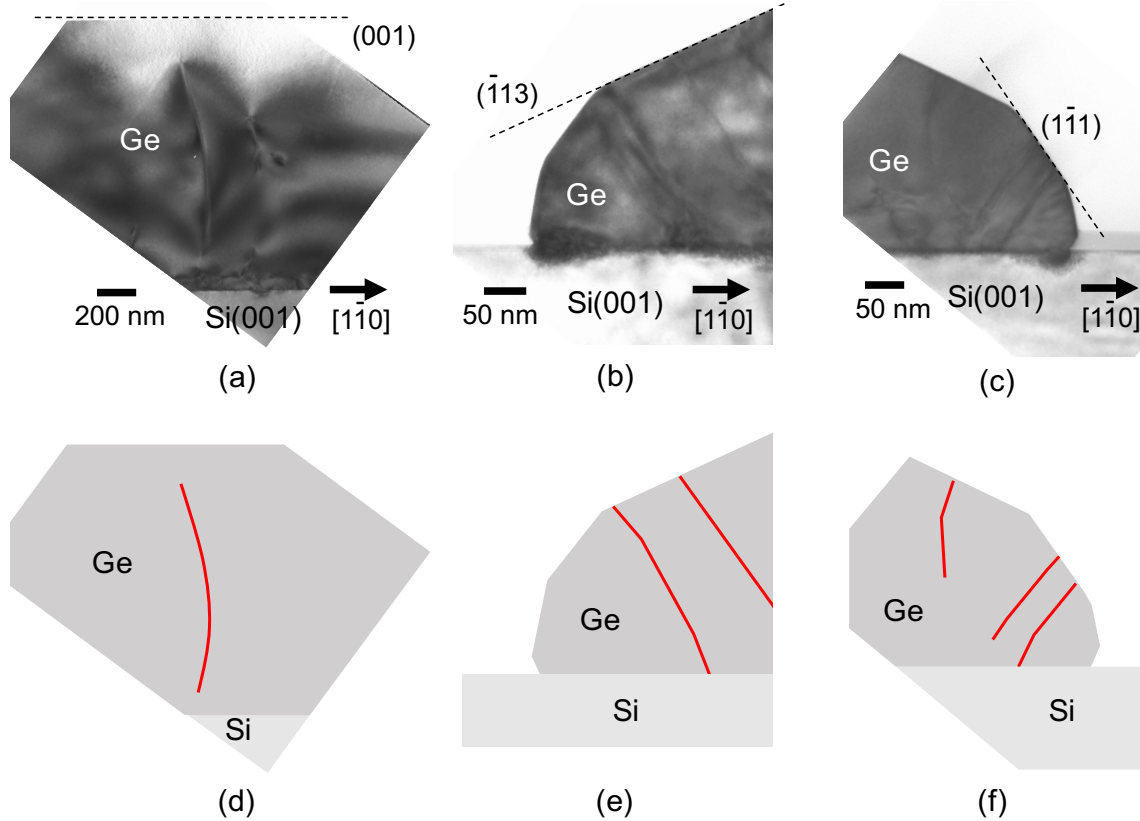 (001)
Ge
200 nm
Si(001)
[11̄0]
(a)
(1̄13)
Ge
50 nm
Si(001)
[11̄0]
(b)
(11̄1)
Ge
50 nm
Si(001)
[11̄0]
(c)
Ge
Si
(d)
Ge
Si
(e)
Ge
Si
(f)